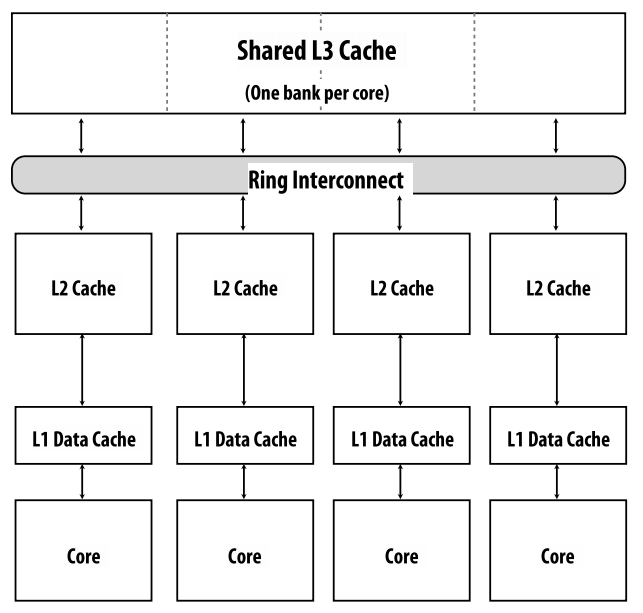 Shared L3 Cache
(One bank per core)
Ring Interconnect
L2 Cache
L2 Cache
L2 Cache
L2 Cache
L1 Data Cache
L1 Data Cache
L1 Data Cache
L1 Data Cache
Core
Core
Core
Core